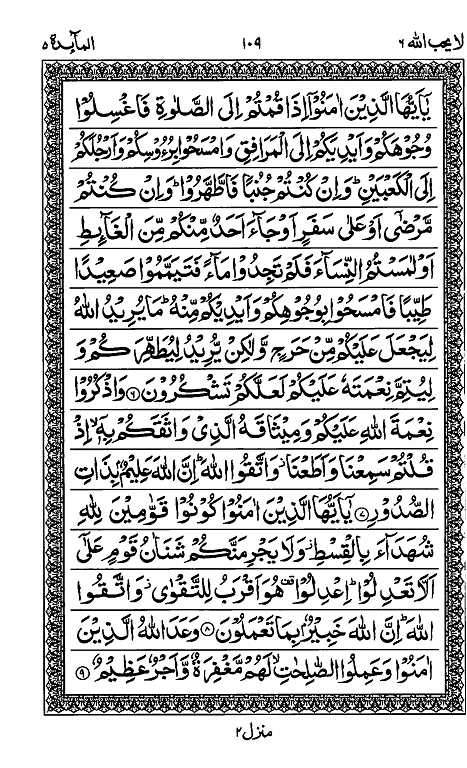 لا يحب الله ٦ ١٠٩ المآئدة ٥
يٰۤاَيُّهَا الَّذِيْنَ اٰمَنُوْۤا اِذَا قُمْتُمْ اِلَى الصَّلٰوةِ فَاغْسِلُوْا
وُجُوْهَكُمْ وَاَيْدِيَكُمْ اِلَى الْمَرَافِقِ وَامْسَحُوْا بِرُءُوْسِكُمْ وَاَرْجُلَكُمْ
اِلَى الْكَعْبَيْنِؕ وَاِنْ كُنْتُمْ جُنُبًا فَاطَّهَّرُوْاؕ وَاِنْ كُنْتُمْ
مَّرْضٰۤى اَوْ عَلٰى سَفَرٍ اَوْ جَآءَ اَحَدٌ مِّنْكُمْ مِّنَ الْغَآئِطِ
اَوْ لٰمَسْتُمُ النِّسَآءَ فَلَمْ تَجِدُوْا مَآءً فَتَيَمَّمُوْا صَعِيْدًا
طَيِّبًا فَامْسَحُوْا بِوُجُوْهِكُمْ وَاَيْدِيْكُمْ مِّنْهُؕ مَا يُرِيْدُ اللّٰهُ
لِيَجْعَلَ عَلَيْكُمْ مِّنْ حَرَجٍ وَّلٰكِنْ يُّرِيْدُ لِيُطَهِّرَكُمْ وَ
لِيُتِمَّ نِعْمَتَهٗ عَلَيْكُمْ لَعَلَّكُمْ تَشْكُرُوْنَ ٦ وَاذْكُرُوْا
نِعْمَةَ اللّٰهِ عَلَيْكُمْ وَمِيْثَاقَهُ الَّذِيْ وَاثَقَكُمْ بِهٖۤۙ اِذْ
قُلْتُمْ سَمِعْنَا وَاَطَعْنَا وَاتَّقُوا اللّٰهَؕ اِنَّ اللّٰهَ عَلِيْمٌۢ بِذَاتِ
الصُّدُوْرِ ٧ يٰۤاَيُّهَا الَّذِيْنَ اٰمَنُوْا كُوْنُوْا قَوّٰمِيْنَ لِلّٰهِ
شُهَدَآءَ بِالْقِسْطِ وَلَا يَجْرِمَنَّكُمْ شَنَاٰنُ قَوْمٍ عَلٰۤى
اَلَّا تَعْدِلُوْاؕ اِعْدِلُوْا هُوَ اَقْرَبُ لِلتَّقْوٰى وَاتَّقُوا
اللّٰهَؕ اِنَّ اللّٰهَ خَبِيْرٌۢ بِمَا تَعْمَلُوْنَ ٨ وَعَدَ اللّٰهُ الَّذِيْنَ
اٰمَنُوْا وَعَمِلُوا الصّٰلِحٰتِۙ لَهُمْ مَّغْفِرَةٌ وَّاَجْرٌ عَظِيْمٌ ٩
منزل ٢